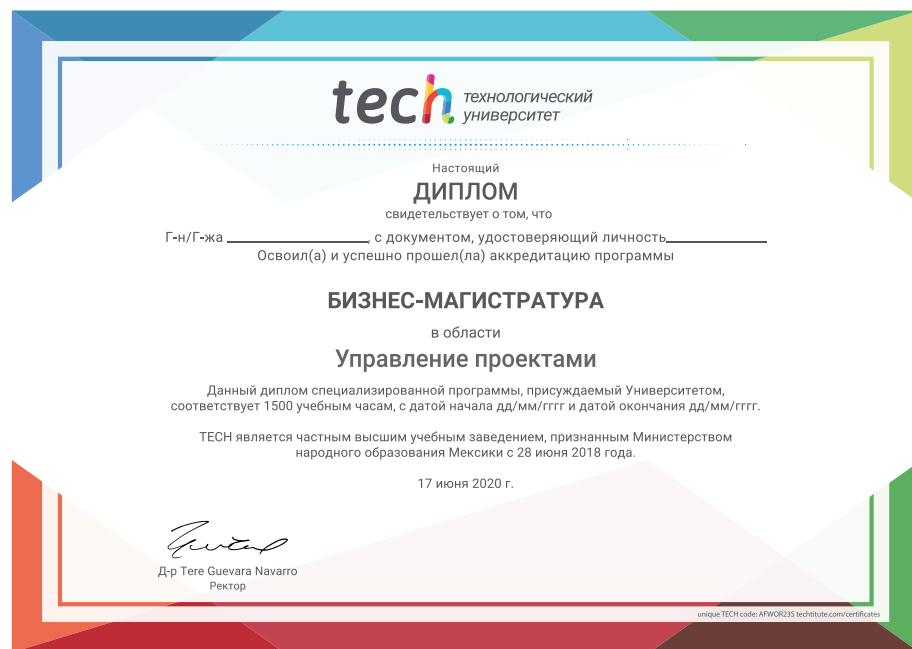 tech технологический
университет
Настоящий
ДИПЛОМ
свидетельствует о том, что
Г-н/Г-жа ____________________, с документом, удостоверяющий личность______________
Освоил(а) и успешно прошел(ла) аккредитацию программы
БИЗНЕС-МАГИСТРАТУРА
в области
Управление проектами
Данный диплом специализированной программы, присуждаемый Университетом,
соответствует 1500 учебным часам, с датой начала дд/мм/гггг и датой окончания дд/мм/гггг.
TECH является частным высшим учебным заведением, признанным Министерством
народного образования Мексики с 28 июня 2018 года.
17 июня 2020 г.
Д-р Tere Guevara Navarro
Ректор
unique TECH code: AFWOR23S techtitute.com/certificates